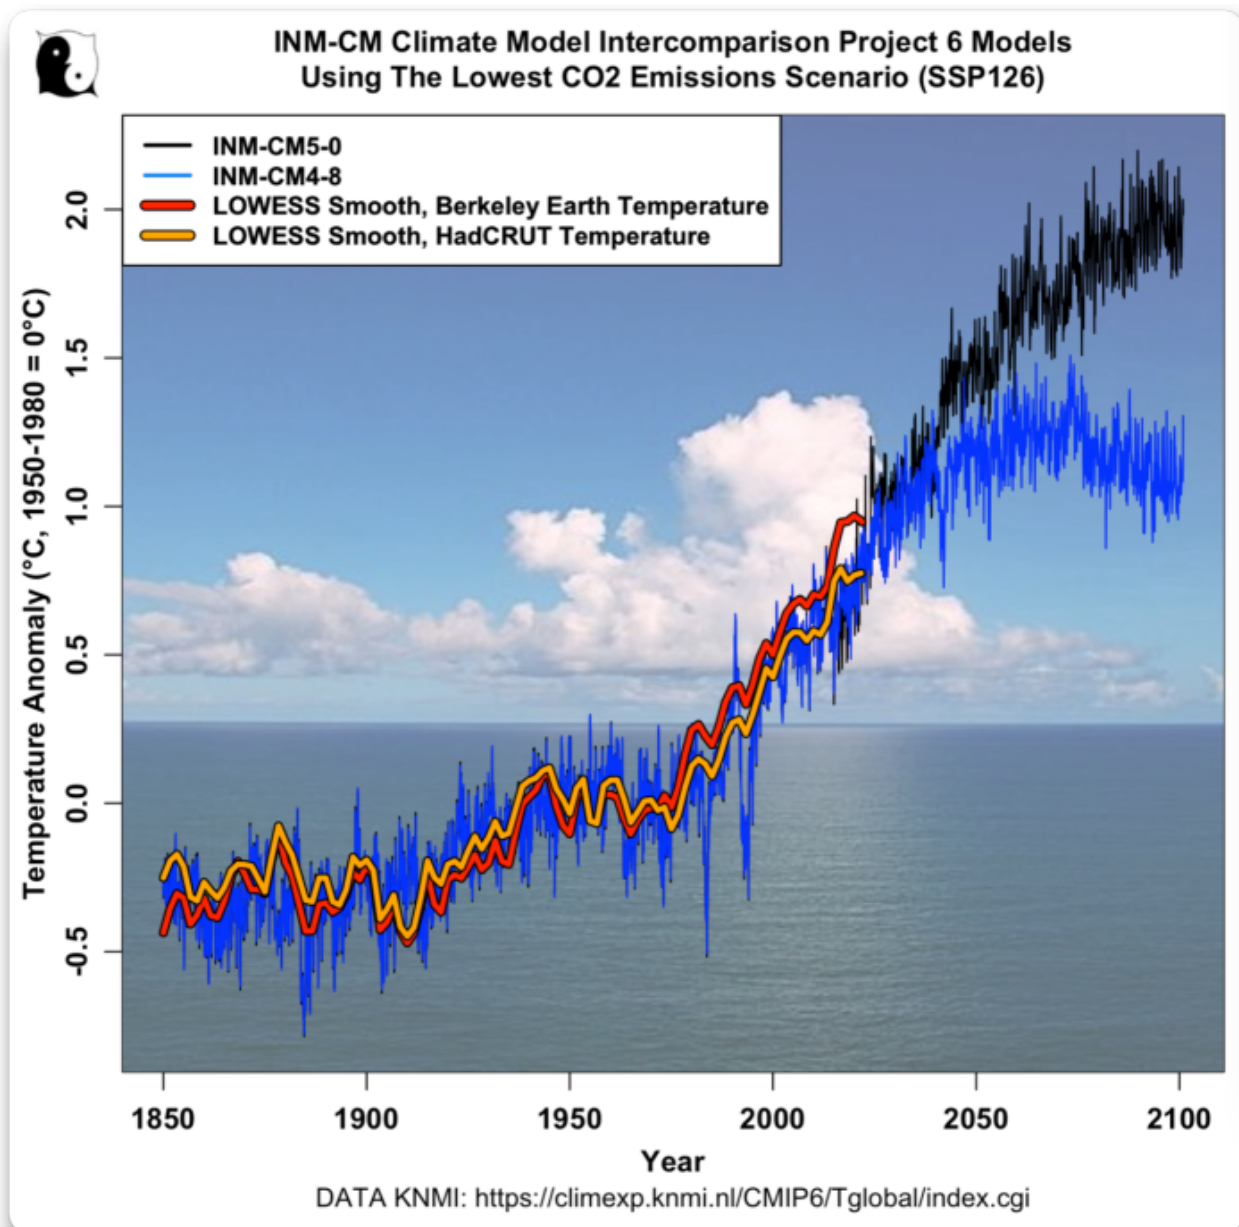 INM-CM Climate Model Intercomparison Project 6 Models
Using The Lowest CO2 Emissions Scenario (SSP126)
INM-CM5-0
INM-CM4-8
LOWESS Smooth, Berkeley Earth Temperature
LOWESS Smooth, HadCRUT Temperature
Temperature Anomaly (°C, 1950-1980 = 0°C)
2.0
1.5
1.0
0.5
0.0
-0.5
1850 1900 1950 2000 2050 2100
Year
DATA KNMI: https://climexp.knmi.nl/CMIP6/Tglobal/index.cgi